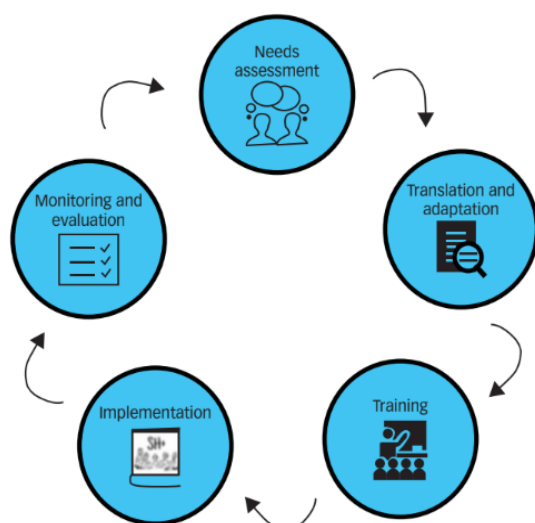 Needs
assessment
Translation and
adaptation
Training
Implementation
SH+
Monitoring and
evaluation